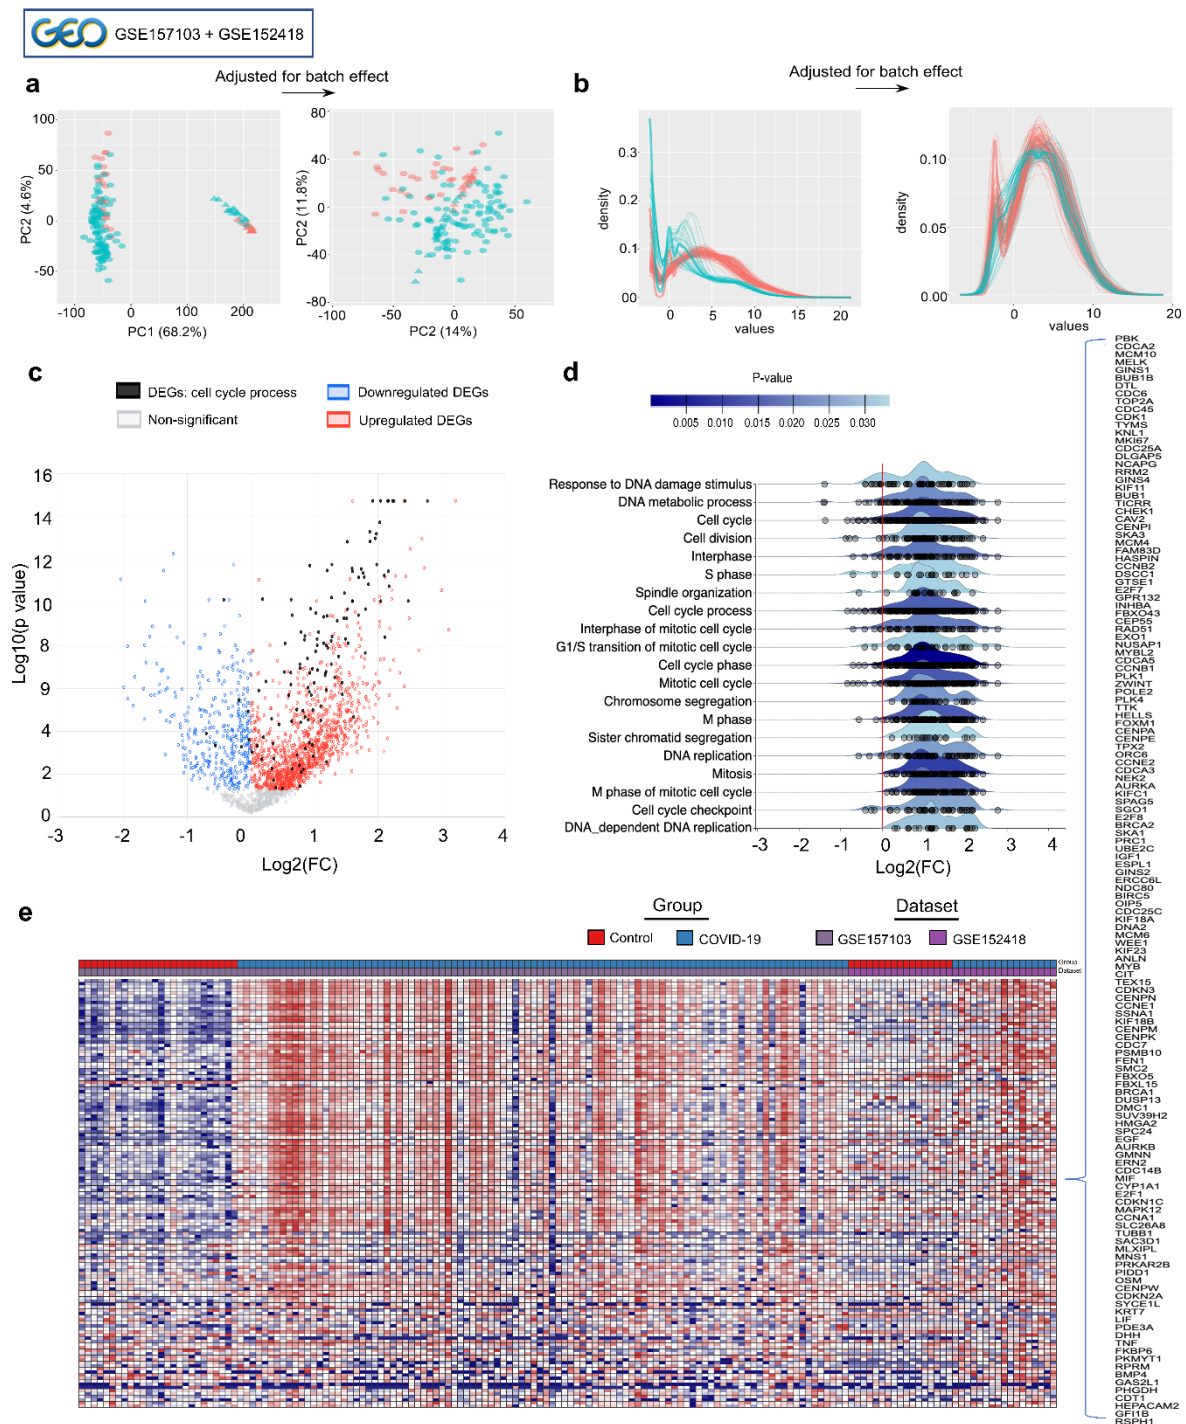 GEO GSE157103 + GSE152418
a
Adjusted for batch effect
100
50
0
-50
PC2 (4.6%)
-100
0
100
200
PC1 (68.2%)
80
40
0
-40
-80
PC2 (11.8%)
-100
-50
0
50
PC2 (14%)
b
Adjusted for batch effect
0.3
0.2
0.1
00
density
0
5
10
15
20
values
0.10
0.05
0.00
density
0
10
20
values
c
DEGs: cell cycle process
Downregulated DEGs
Non-significant
Upregulated DEGs
16
14
12
10
8
9
4
2
0
Log10(p value)
-3
-2
-1
0
1
2
3
4
Log2(FC)
d
P-value
0.005 0.010 0.015 0.020 0.025 0.030
Response to DNA damage stimulus
DNA metabolic process
Cell cycle
Cell division
Interphase
S phase
Spindle organization
Cell cycle process
Interphase of mitotic cell cycle
G1/S transition of mitotic cell cycle
Cell cycle phase
Mitotic cell cycle
Chromosome segregation
M phase
Sister chromatid segregation
DNA replication
Mitosis
M phase of mitotic cell cycle
Cell cycle checkpoint
DNA_dependent DNA replication
-3
-2
-1
0
1
2
3
4
Log2(FC)
e
Group
Control
COVID-19
Dataset
GSE157103
GSE152418
Group
Dataset
PBK
CDCA2
MCM10
MELK
GINS1
BUB1B
DTL
CDC6
TOP2A
CDC45
CDK1
TYMS
KNL1
MKI67
CDC25A
DLGAP5
NCAPG
RRM2
GINS4
KIF11
BUB1
TICRR
CHEK1
CAV2
CENPI
SKA3
MCM4
FAM83D
HASPIN
CCNB2
DSCC1
GTSE1
E2F7
GPR132
INHBA
FBXO43
CEP55
RAD51
EXO1
NUSAP1
MYBL2
CDCA5
CCNB1
PLK1
ZWINT
POLE2
PLK4
TTK
HELLS
FOXM1
CENPA
CENPE
TPX2
ORC6
CCNE2
CDCA3
NEK2
AURKA
KIFC1
SPAG5
SGO1
E2F8
BRCA2
SKA1
PRC1
UBE2C
IGF1
ESPL1
GINS2
ERCC6L
NDC80
BIRC5
OIP5
CDC25C
KIF18A
DNA2
MCM6
WEE1
KIF23
ANLN
MYB
CIT
TEX15
CDKN3
CENPN
CCNE1
SSNA1
KIF18B
CENPM
CENPK
CDC7
PSMB10
FEN1
SMC2
FBXO5
FBXL15
BRCA1
DUSP13
DMC1
SUV39H2
HMGA2
SPC24
EGF
AURKB
GMNN
ERN2
CDC14B
MIF
CYP1A1
E2F1
CDKN1C
MAPK12
CCNA1
SLC26A8
TUBB1
SAC3D1
MLXIPL
MNS1
PRKAR2B
PIDD1
OSM
CENPW
CDKN2A
SYCE1L
KRT7
LIF
PDE3A
DHH
TNF
FKBP6
PKMYT1
RPRM
BMP4
GAS2L1
PHGDH
CDT1
HEPACAM2
GFI1B
RSPH1